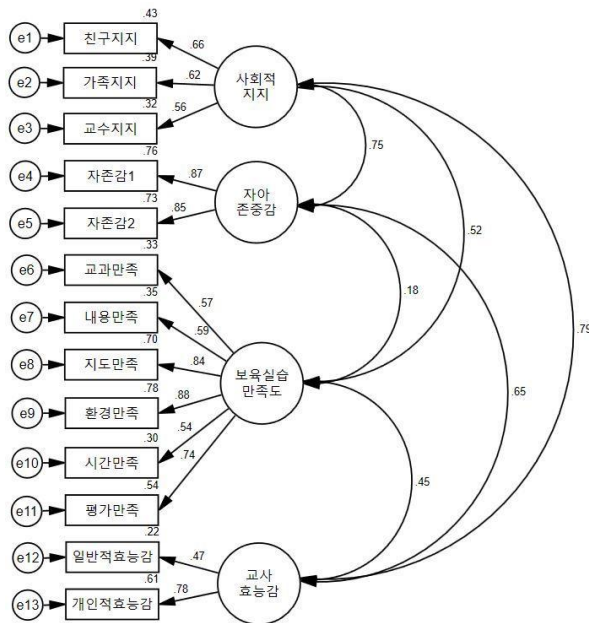 .43
e1 친구지지 .66
.39
e2 가족지지 .62
사회적
지지
.32
e3 교수지지 .56
.76
e4 자존감1 .87
.75
자아
존중감
.73
e5 자존감2 .85
.33
e6 교과만족
.52
.57
.35
e7 내용만족
.18
.59
.79
.70
e8 지도만족 .84
보육실습
만족도
.65
.78
e9 환경만족 .88
.30
.54
e10 시간만족
.74
.45
.54
e11 평가만족
.22
e12 일반적효능감 .47
교사
효능감
.61
e13 개인적효능감 .78